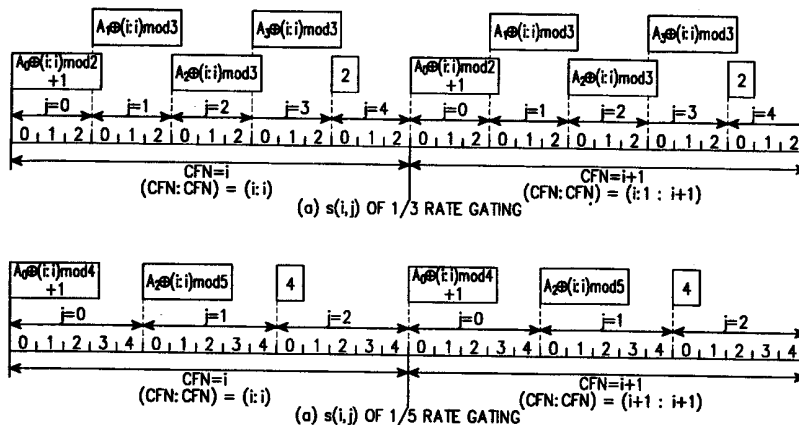 A₁⊕(i:i)mod3 A₃⊕(i:i)mod3 A₁⊕(i:i)mod3 A₃⊕(i:i)mod3
A₀⊕(i:i)mod2 +1 A₂⊕(i:i)mod3 2 A₀⊕(i:i)mod2 +1 A₂⊕(i:i)mod3 2
j=0 j=1 j=2 j=3 j=4 j=0 j=1 j=2 j=3 j=4
0 1 2 0 1 2 0 1 2 0 1 2 0 1 2 0 1 2 0 1 2 0 1 2 0 1 2 0 1 2
CFN=i CFN=i+1
(CFN:CFN) = (i:i) (CFN:CFN) = (i:1 : i+1)
(a) s(i,j) OF 1/3 RATE GATING
A₀⊕(i:i)mod4 +1 A₂⊕(i:i)mod5 4 A₀⊕(i:i)mod4 +1 A₂⊕(i:i)mod5 4
j=0 j=1 j=2 j=0 j=1 j=2
0 1 2 3 4 0 1 2 3 4 0 1 2 3 4 0 1 2 3 4 0 1 2 3 4 0 1 2 3 4
CFN=i CFN=i+1
(CFN:CFN) = (i:i) (CFN:CFN) = (i+1 : i+1)
(a) s(i,j) OF 1/5 RATE GATING